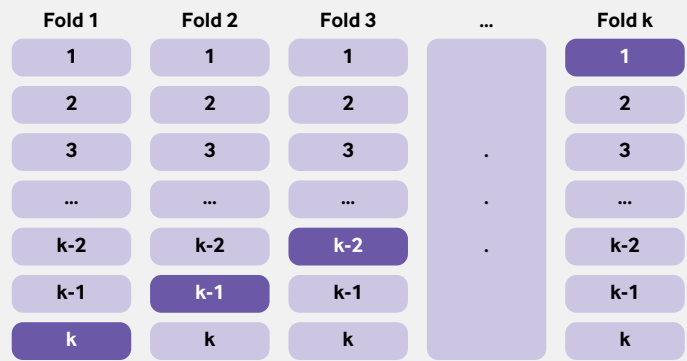 Fold 1 Fold 2 Fold 3 ... Fold k
1 1 1 1
2 2 2 2
3 3 3 . 3
... ... ... . ...
k-2 k-2 k-2 . k-2
k-1 k-1 k-1 k-1
k k k k